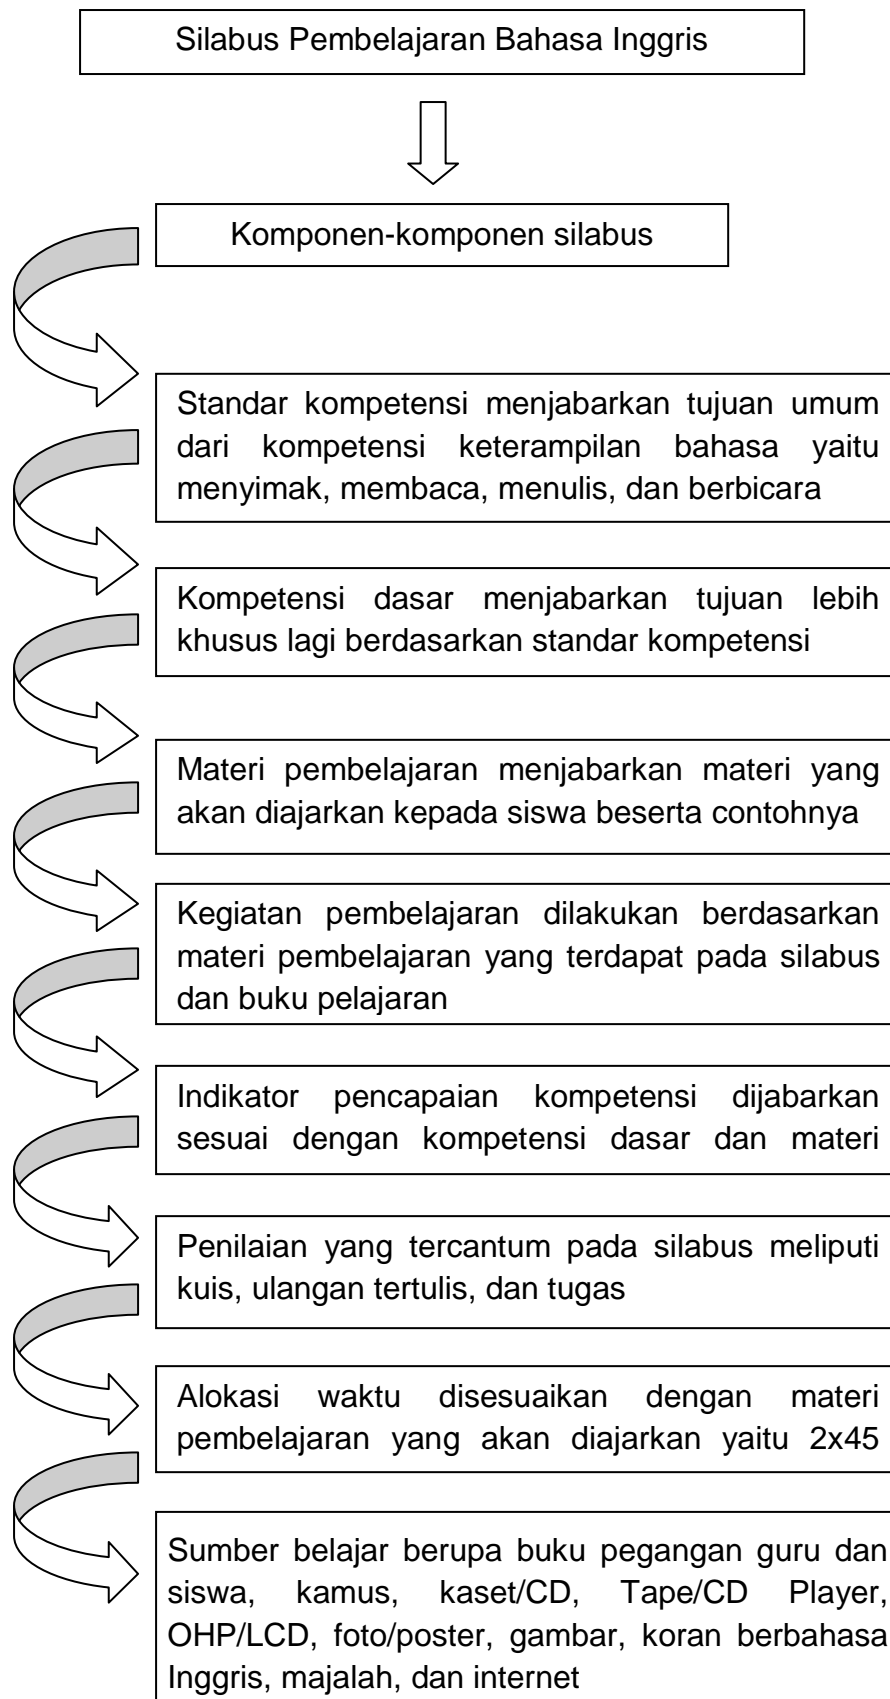 Silabus Pembelajaran Bahasa Inggris
Komponen-komponen silabus
Standar kompetensi menjabarkan tujuan umum
dari kompetensi keterampilan bahasa yaitu
menyimak, membaca, menulis, dan berbicara
Kompetensi dasar menjabarkan tujuan lebih
khusus lagi berdasarkan standar kompetensi
Materi pembelajaran menjabarkan materi yang
akan diajarkan kepada siswa beserta contohnya
Kegiatan pembelajaran dilakukan berdasarkan
materi pembelajaran yang terdapat pada silabus
dan buku pelajaran
Indikator pencapaian kompetensi dijabarkan
sesuai dengan kompetensi dasar dan materi
Penilaian yang tercantum pada silabus meliputi
kuis, ulangan tertulis, dan tugas
Alokasi waktu disesuaikan dengan materi
pembelajaran yang akan diajarkan yaitu 2x45
Sumber belajar berupa buku pegangan guru dan
siswa, kamus, kaset/CD, Tape/CD Player,
OHP/LCD, foto/poster, gambar, koran berbahasa
Inggris, majalah, dan internet